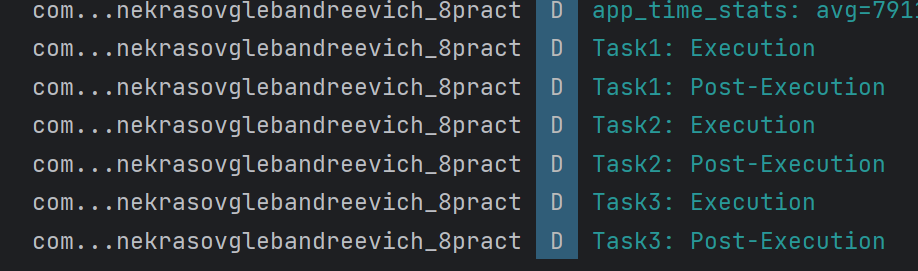 com...nekrasovglebandreevich_8pract D app_time_stats: avg=791
com...nekrasovglebandreevich_8pract D Task1: Execution
com...nekrasovglebandreevich_8pract D Task1: Post-Execution
com...nekrasovglebandreevich_8pract D Task2: Execution
com...nekrasovglebandreevich_8pract D Task2: Post-Execution
com...nekrasovglebandreevich_8pract D Task3: Execution
com...nekrasovglebandreevich_8pract D Task3: Post-Execution